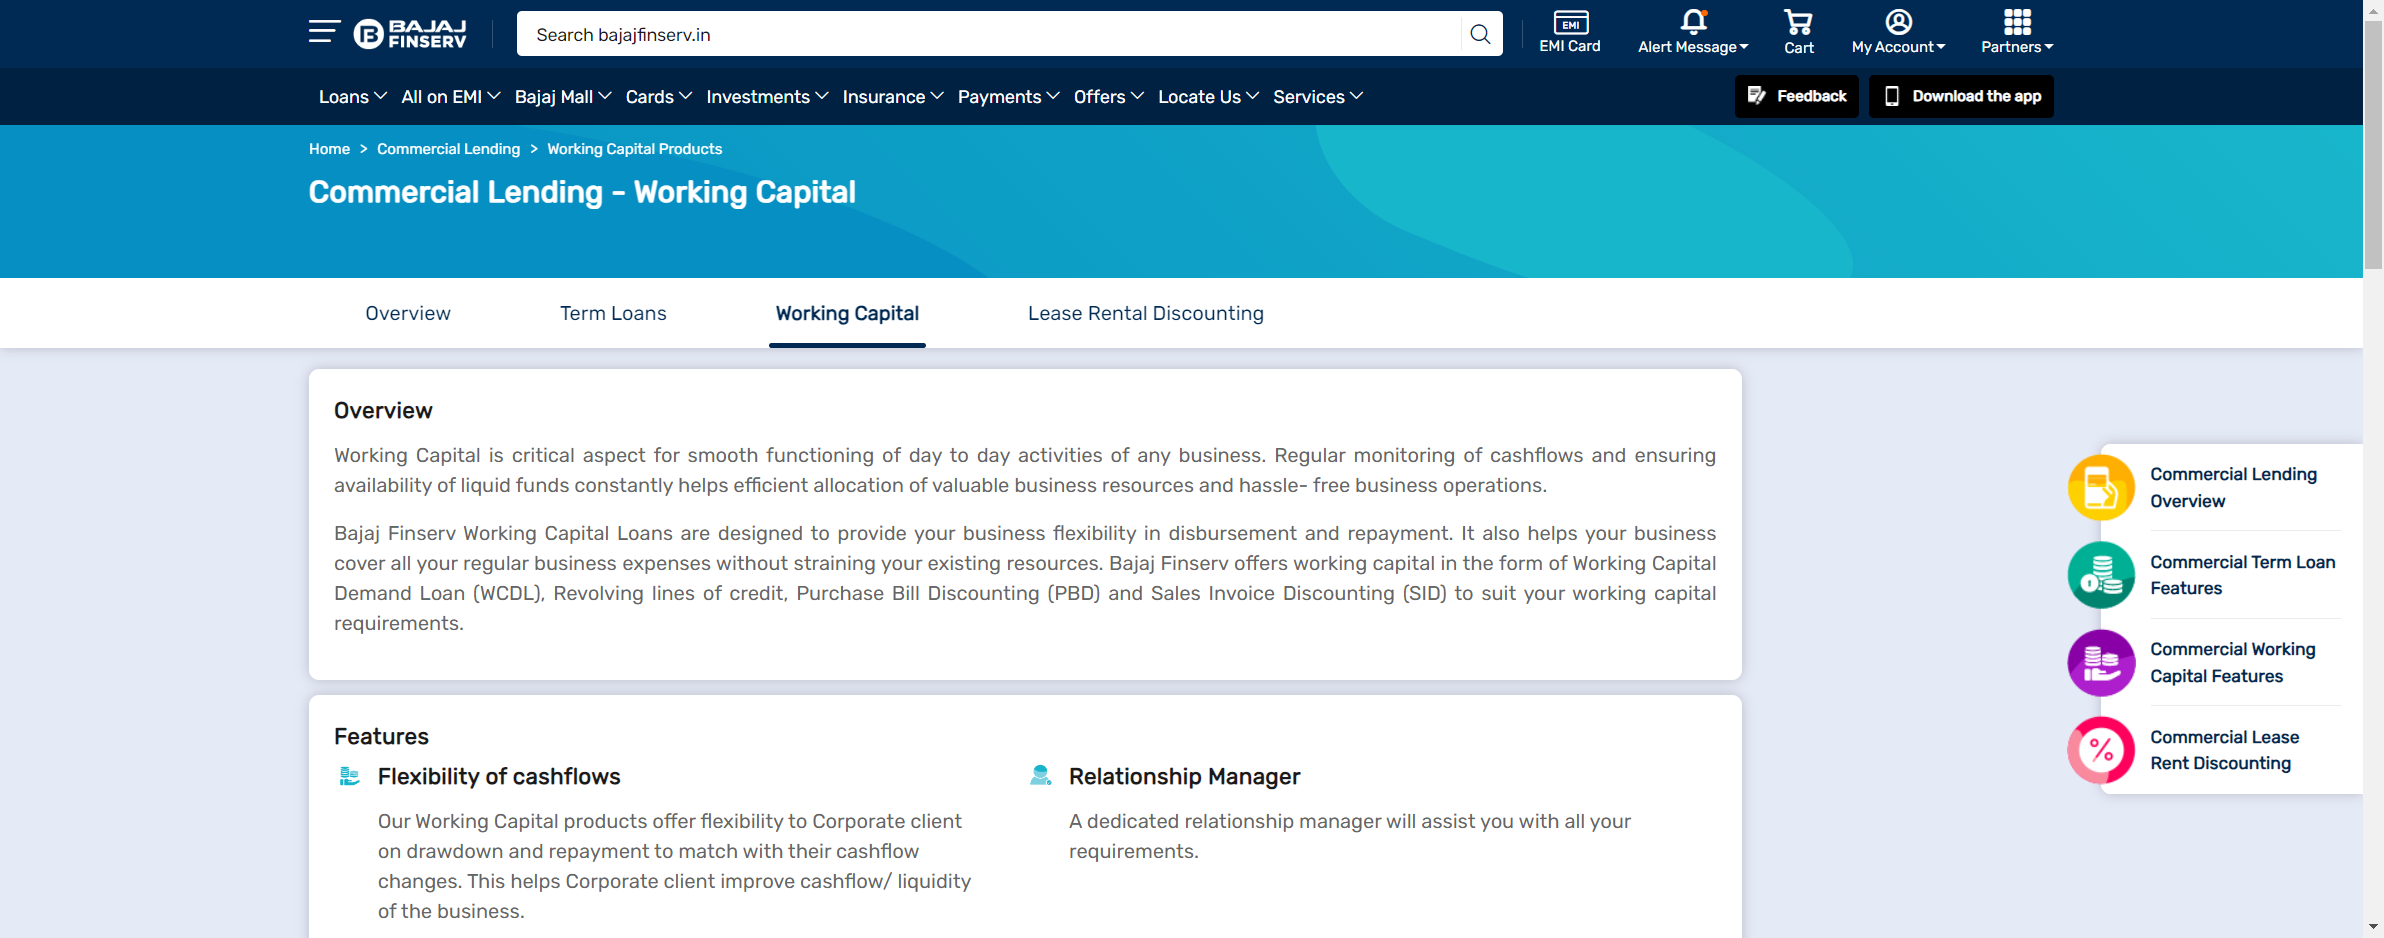 BAJAJ
FINSERV
Search bajajfinserv.in
EMI
EMI Card
Alert Message
Cart
My Account
Partners
Loans All on EMI Bajaj Mall Cards Investments Insurance Payments Offers Locate Us Services
Feedback
Download the app
Home > Commercial Lending > Working Capital Products
Commercial Lending - Working Capital
Overview Term Loans Working Capital Lease Rental Discounting
Overview
Working Capital is critical aspect for smooth functioning of day to day activities of any business. Regular monitoring of cashflows and ensuring
availability of liquid funds constantly helps efficient allocation of valuable business resources and hassle- free business operations.
Bajaj Finserv Working Capital Loans are designed to provide your business flexibility in disbursement and repayment. It also helps your business
cover all your regular business expenses without straining your existing resources. Bajaj Finserv offers working capital in the form of Working Capital
Demand Loan (WCDL), Revolving lines of credit, Purchase Bill Discounting (PBD) and Sales Invoice Discounting (SID) to suit your working capital
requirements.
Features
Flexibility of cashflows
Our Working Capital products offer flexibility to Corporate client
on drawdown and repayment to match with their cashflow
changes. This helps Corporate client improve cashflow/ liquidity
of the business.
Relationship Manager
A dedicated relationship manager will assist you with all your
requirements.
Commercial Lending
Overview
Commercial Term Loan
Features
Commercial Working
Capital Features
%
Commercial Lease
Rent Discounting